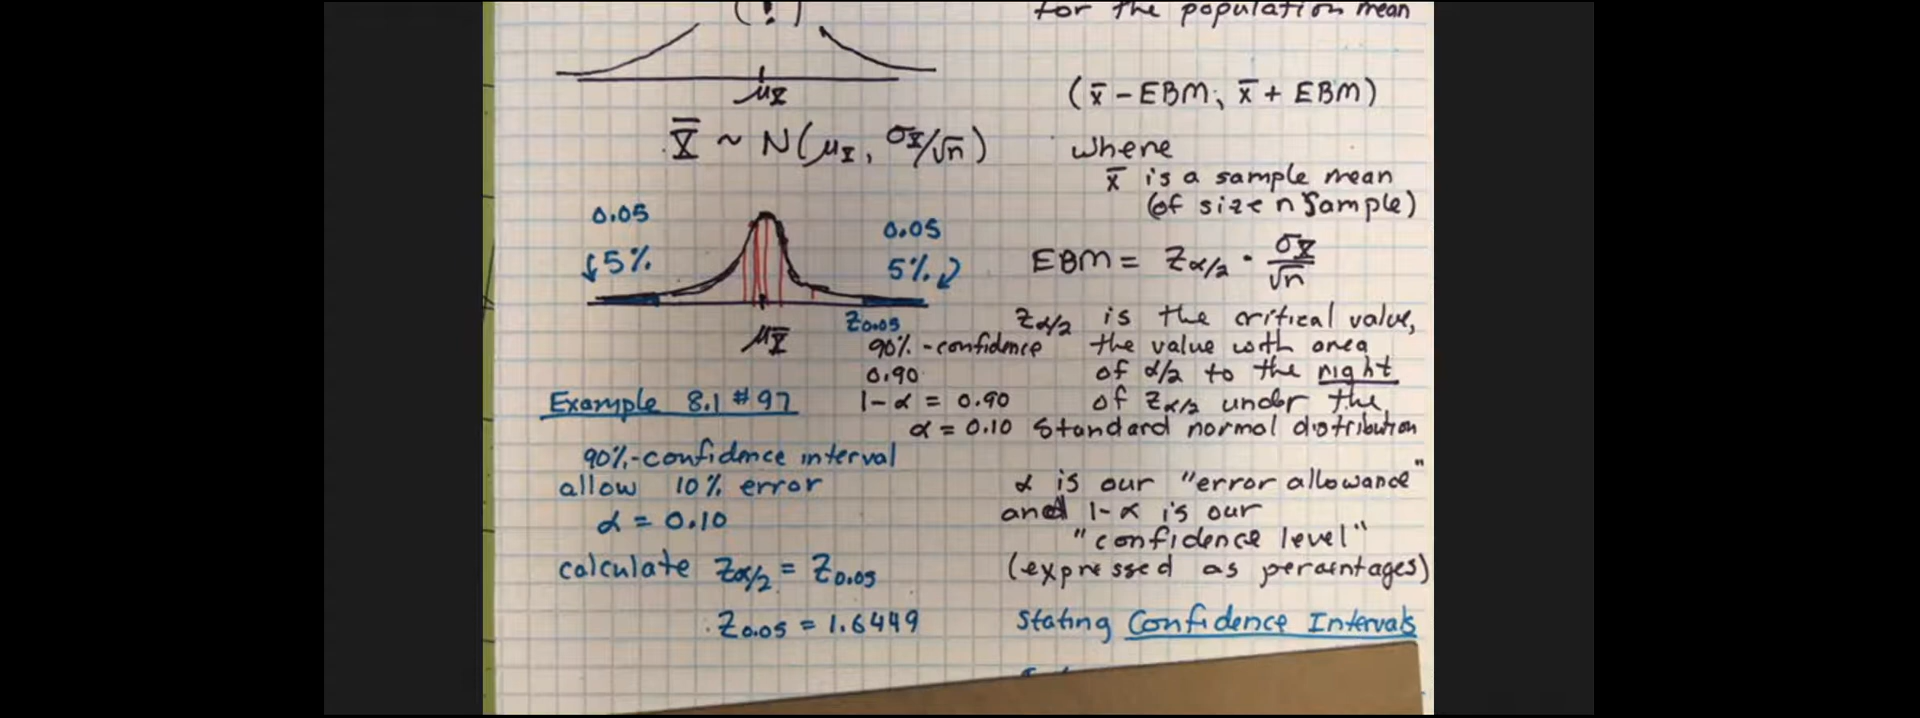 (?)
μX
X̄ ~ N(μX, σX/√n)
0.05
5%
0.05
5%
Z0.05
μX̄
90%-confidence
0.90
1-α = 0.90
α = 0.10
Example 8.1 #97
90%-confidence interval
allow 10% error
α = 0.10
calculate Zα/2 = Z0.05
Z0.05 = 1.6449
for the population mean
(x̄ - EBM, x̄ + EBM)
where
x̄ is a sample mean
(of size n sample)
EBM = Zα/2 · σX/√n
Zα/2 is the critical value,
the value with area
of α/2 to the right
of Zα/2 under the
standard normal distribution
α is our "error allowance"
and 1-α is our
"confidence level"
(expressed as percentages)
Stating Confidence Intervals